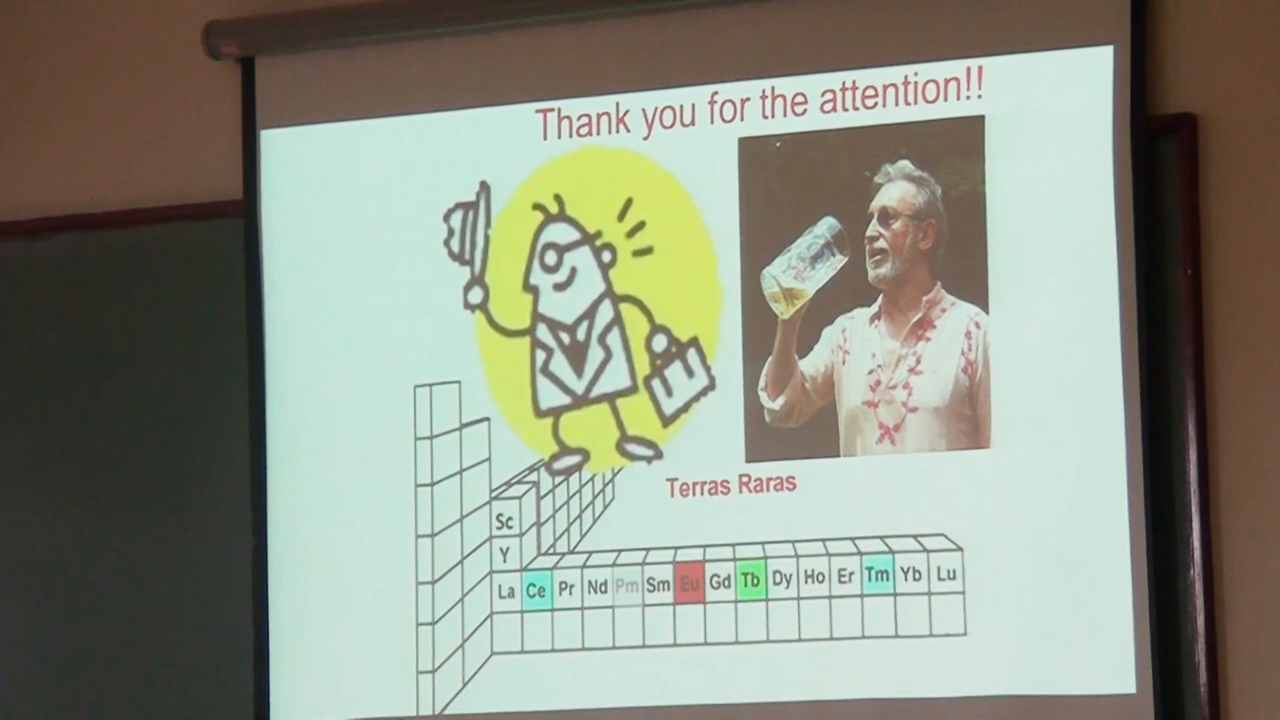 Thank you for the attention!!
Terras Raras
Sc
Y
La Ce Pr Nd Pm Sm Eu Gd Tb Dy Ho Er Tm Yb Lu